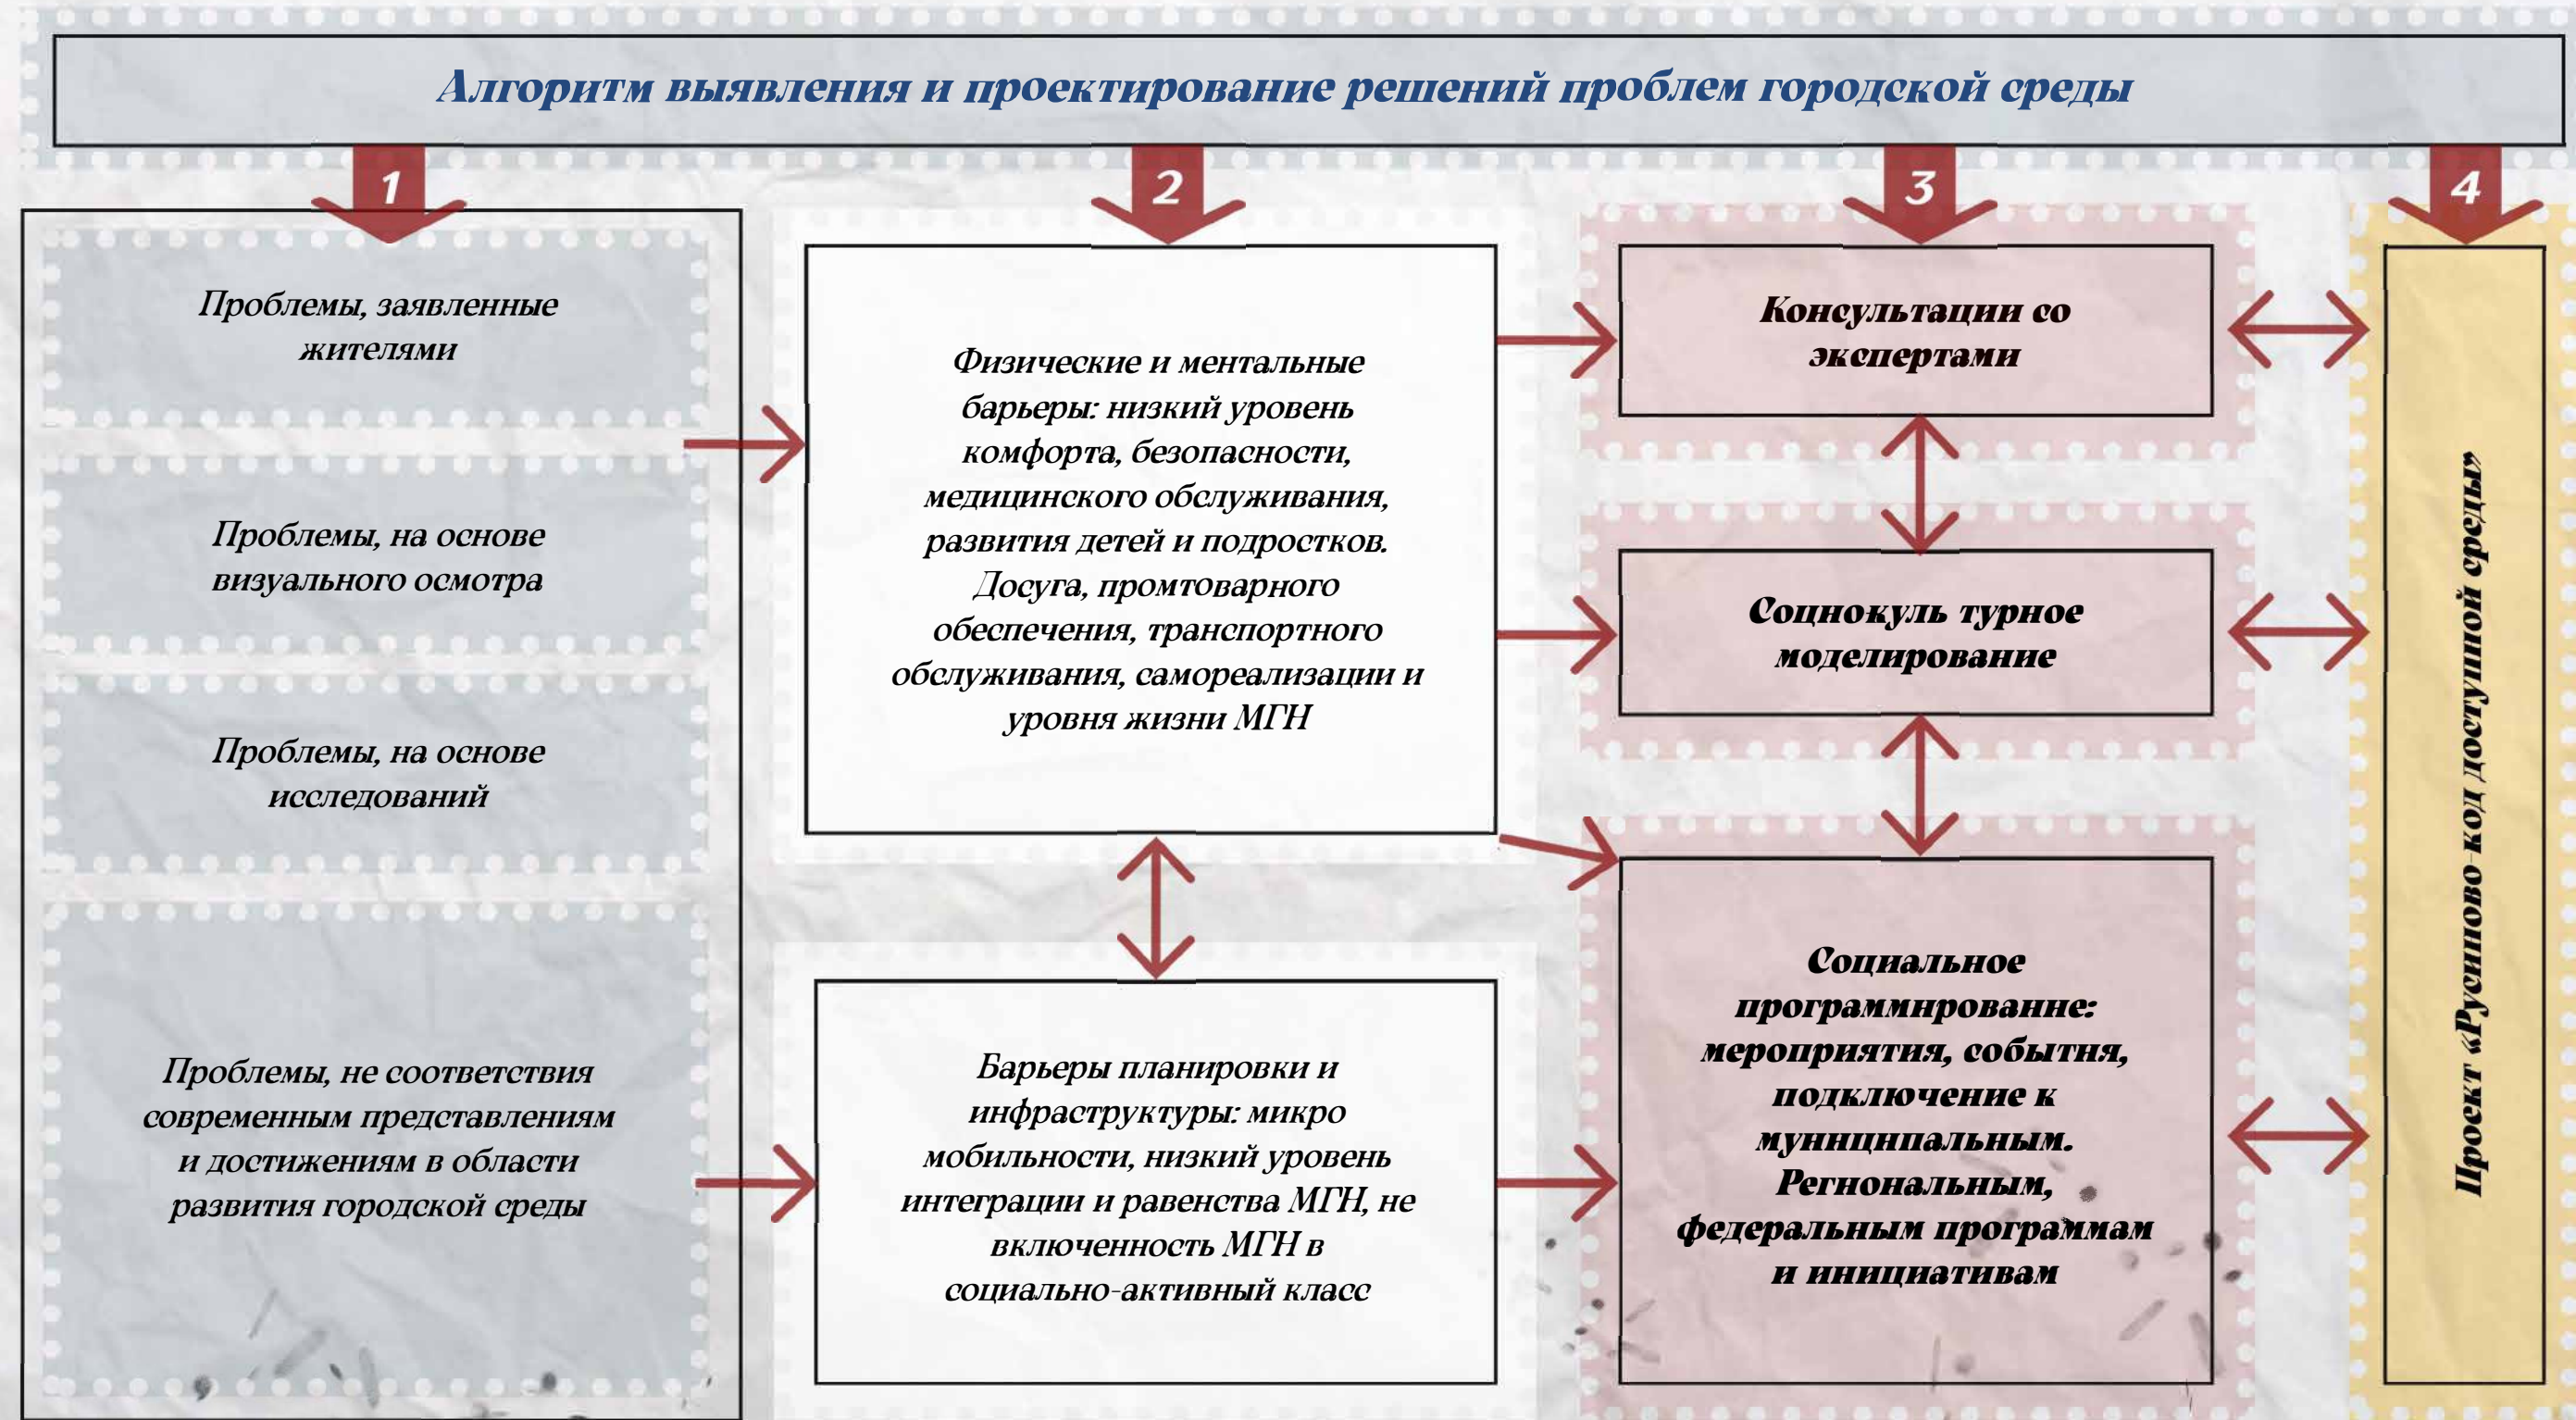 Алгоритм выявления и проектирование решений проблем городской среды
1
2
3
4
Проблемы, заявленные
жителями
Проблемы, на основе
визуального осмотра
Проблемы, на основе
исследований
Проблемы, не соответствия
современным представлениям
и достижениям в области
развития городской среды
Физические и ментальные
барьеры: низкий уровень
комфорта, безопасности,
медицинского обслуживания,
развития детей и подростков.
Досуга, промтоварного
обеспечения, транспортного
обслуживания, самореализации и
уровня жизни МГН
Барьеры планировки и
инфраструктуры: микро
мобильности, низкий уровень
интеграции и равенства МГН, не
включенность МГН в
социально-активный класс
Консультации со
экспертами
Соцнокуль турное
моделирование
Социальное
программнрованне:
мероприятия, событня,
подключение к
муннцнпальным.
Региональным,
федеральным программам
и инициативам
Проект «Русиново-код доступной среды»